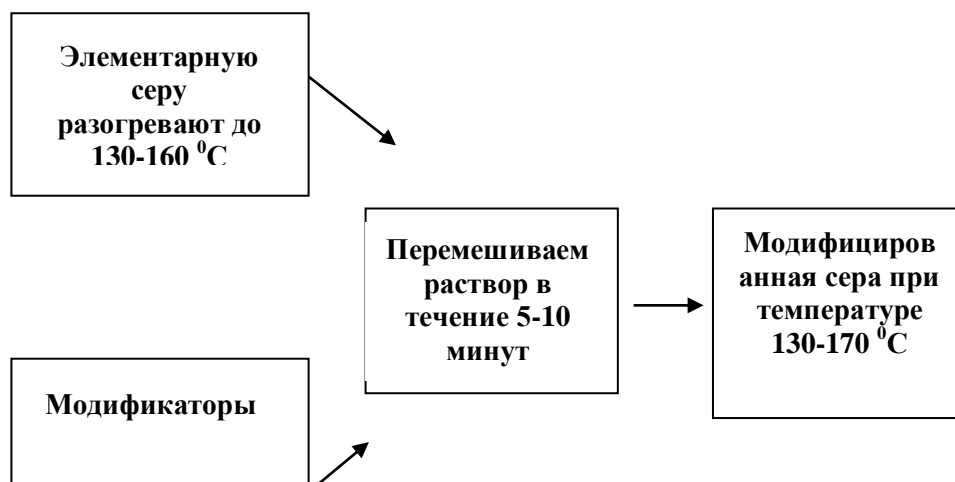 Элементарную
серу
разогревают до
130-160 ⁰С
Перемешиваем
раствор в
течение 5-10
минут
Модифициров
анная сера при
температуре
130-170 ⁰С
Модификаторы